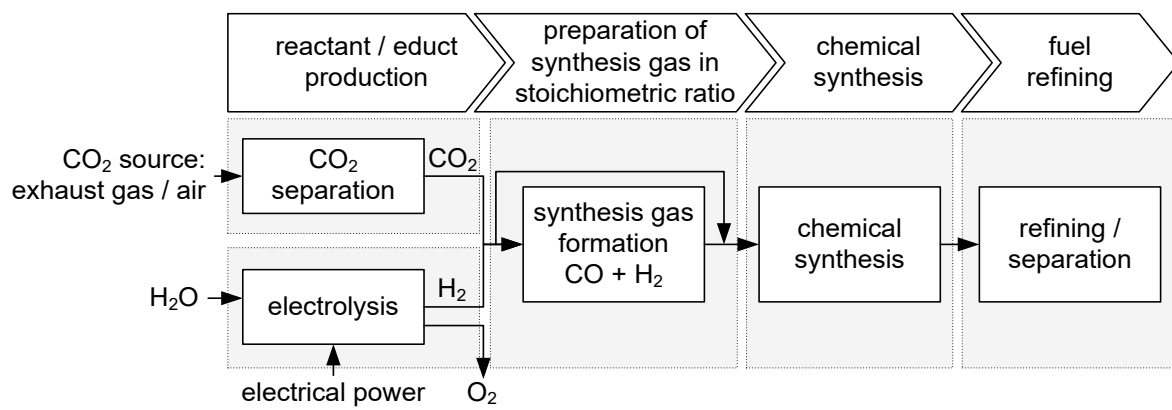 reactant / educt
production
preparation of
synthesis gas in
stoichiometric ratio
chemical
synthesis
fuel
refining
CO₂ source:
exhaust gas / air
CO₂
separation
CO₂
synthesis gas
formation
CO + H₂
chemical
synthesis
refining /
separation
H₂O
electrolysis
H₂
electrical power
O₂